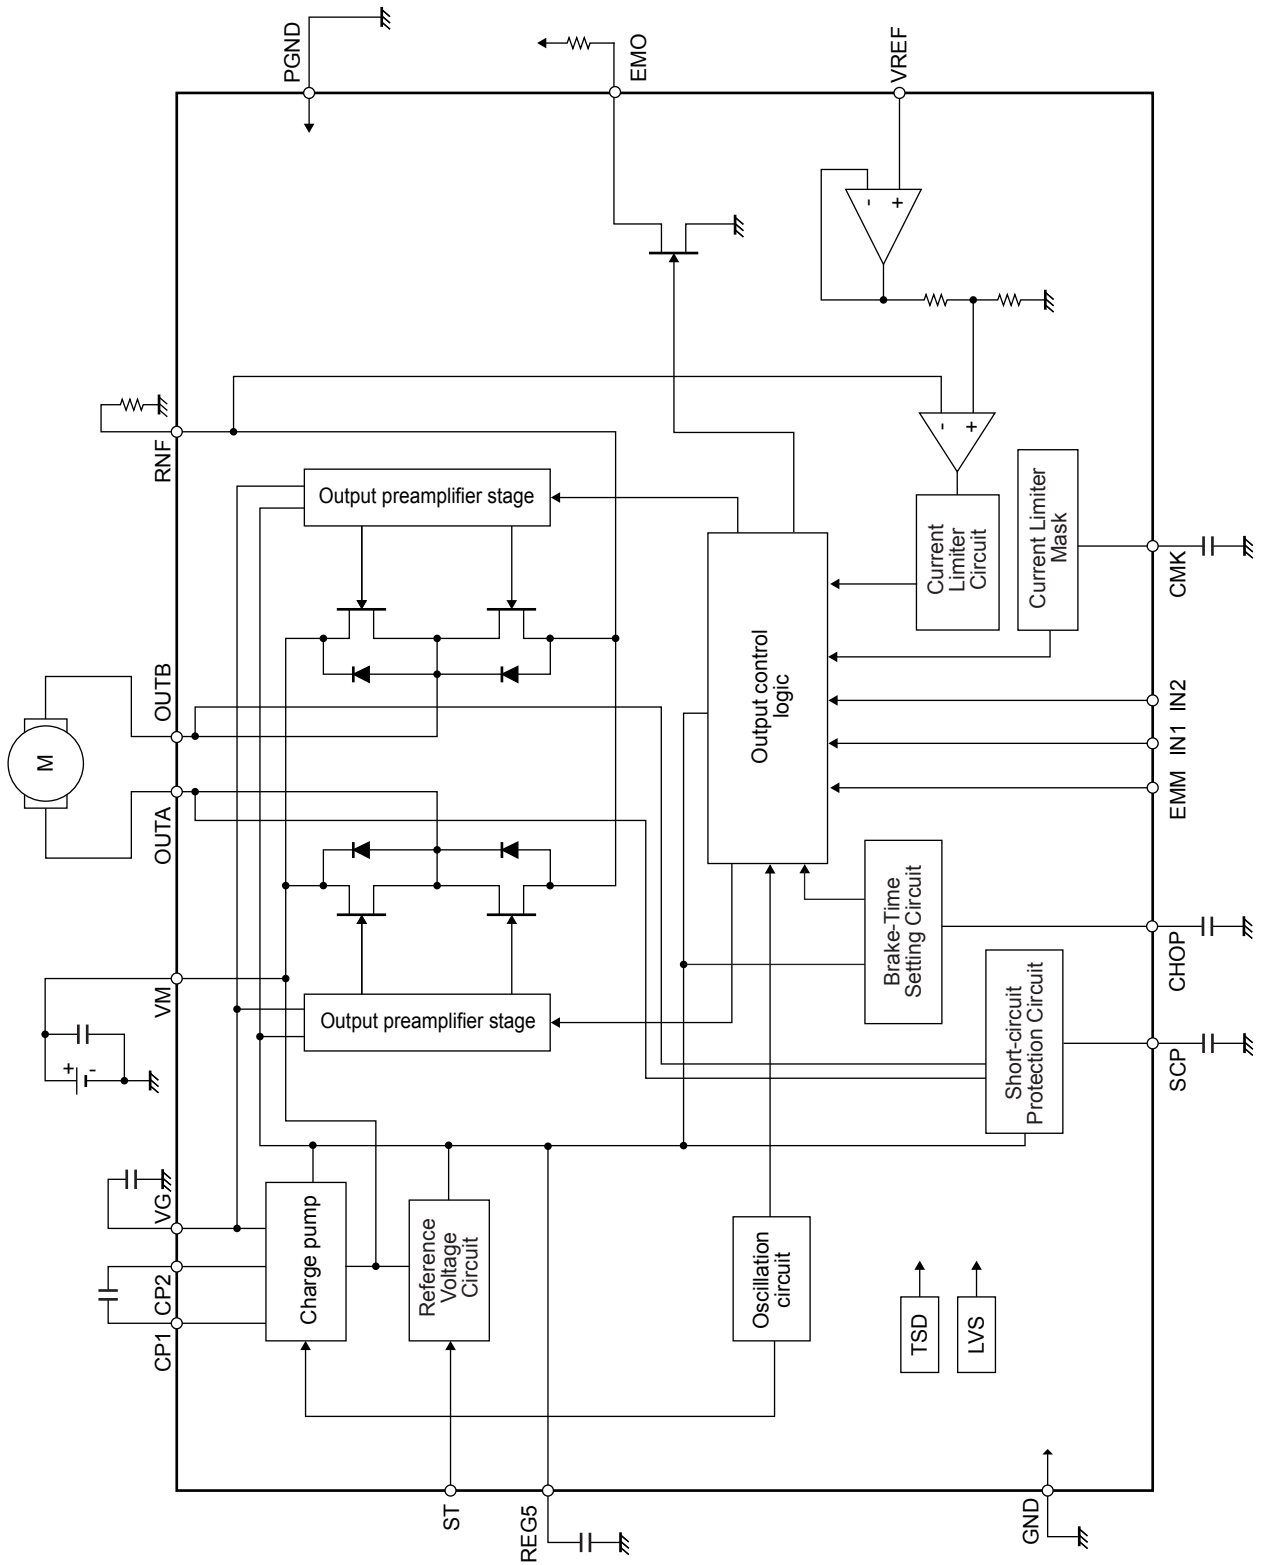 PGND
EMO
VREF
-
+
RNF
-
+
Output preamplifier stage
Current
Limiter
Circuit
Current Limiter
Mask
CMK
OUTB
M
OUTA
Output control
logic
IN2
IN1
EMM
Brake-Time
Setting Circuit
CHOP
VM
+
-
Output preamplifier stage
Short-circuit
Protection Circuit
SCP
VG
CP2
CP1
Charge pump
Reference
Voltage
Circuit
Oscillation
circuit
TSD
LVS
ST
REG5
GND